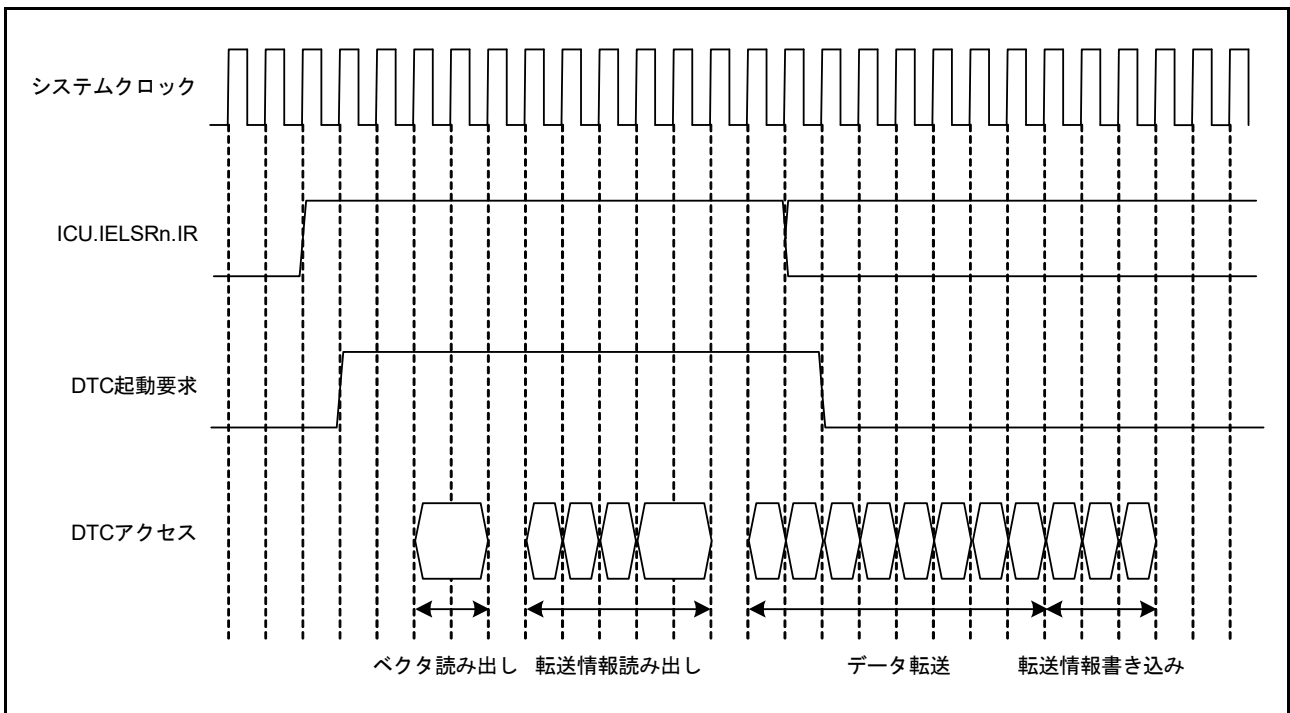 システムクロック
ICU.IELSRn.IR
DTC起動要求
DTCアクセス
ベクタ読み出し
転送情報読み出し
データ転送
転送情報書き込み